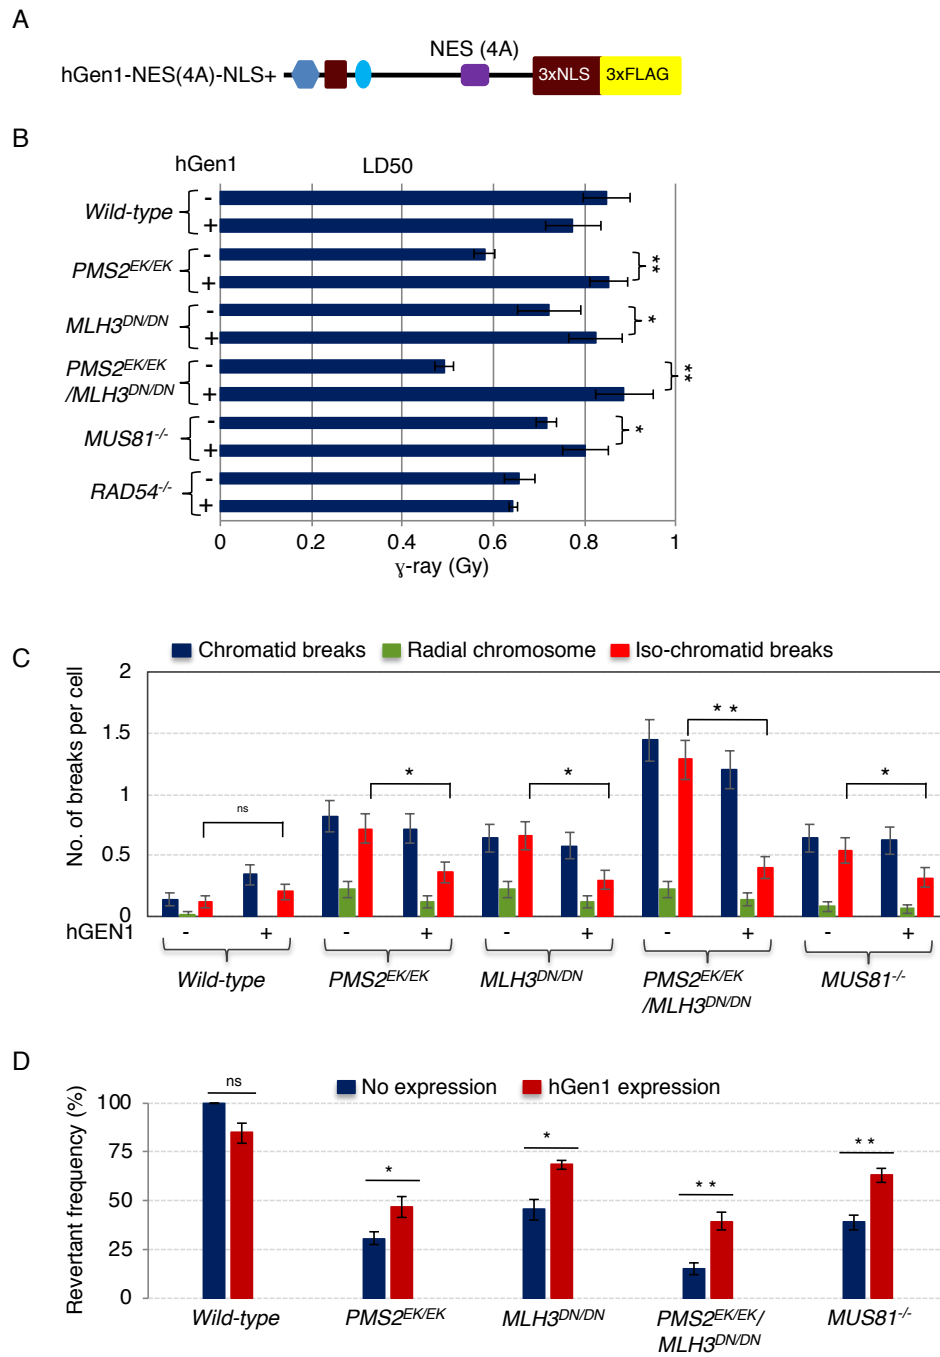 A
NES (4A)
hGen1-NES(4A)-NLS+
3xNLS
3xFLAG
B
hGen1
LD50
Wild-type
-
+
PMS2EK/EK
-
+
**
MLH3DN/DN
-
+
*
PMS2EK/EK
/MLH3DN/DN
-
+
**
MUS81-/-
-
+
*
RAD54-/-
-
+
0 0.2 0.4 0.6 0.8 1
ɣ-ray (Gy)
C
Chromatid breaks
Radial chromosome
Iso-chromatid breaks
No. of breaks per cell
2
1.5
1
0.5
0
ns
*
*
* *
*
hGEN1
- + - + - + - + - +
Wild-type
PMS2EK/EK
MLH3DN/DN
PMS2EK/EK
/MLH3DN/DN
MUS81-/-
D
No expression
hGen1 expression
Revertant frequency (%)
100
75
50
25
0
ns
*
*
* *
* *
Wild-type
PMS2EK/EK
MLH3DN/DN
PMS2EK/EK/
MLH3DN/DN
MUS81-/-